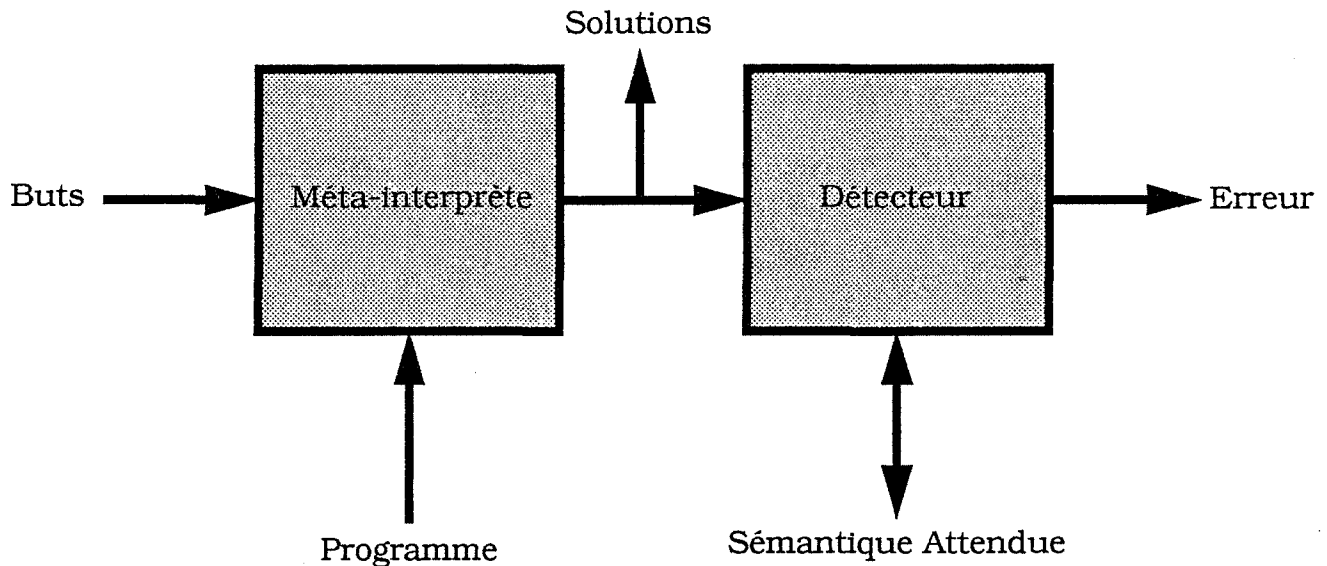 Solutions
Buts
Méta-interprète
Détecteur
Erreur
Programme
Sémantique Attendue